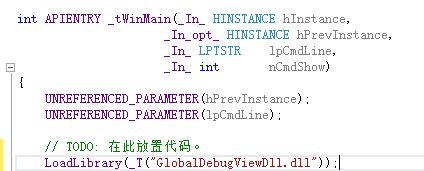 int APIENTRY _tWinMain(_In_ HINSTANCE hInstance,
_In_opt_ HINSTANCE hPrevInstance,
_In_ LPTSTR    lpCmdLine,
_In_ int       nCmdShow)
{
UNREFERENCED_PARAMETER(hPrevInstance);
UNREFERENCED_PARAMETER(lpCmdLine);
// TODO: 在此放置代码。
LoadLibrary(_T("GlobalDebugViewDll.dll"));